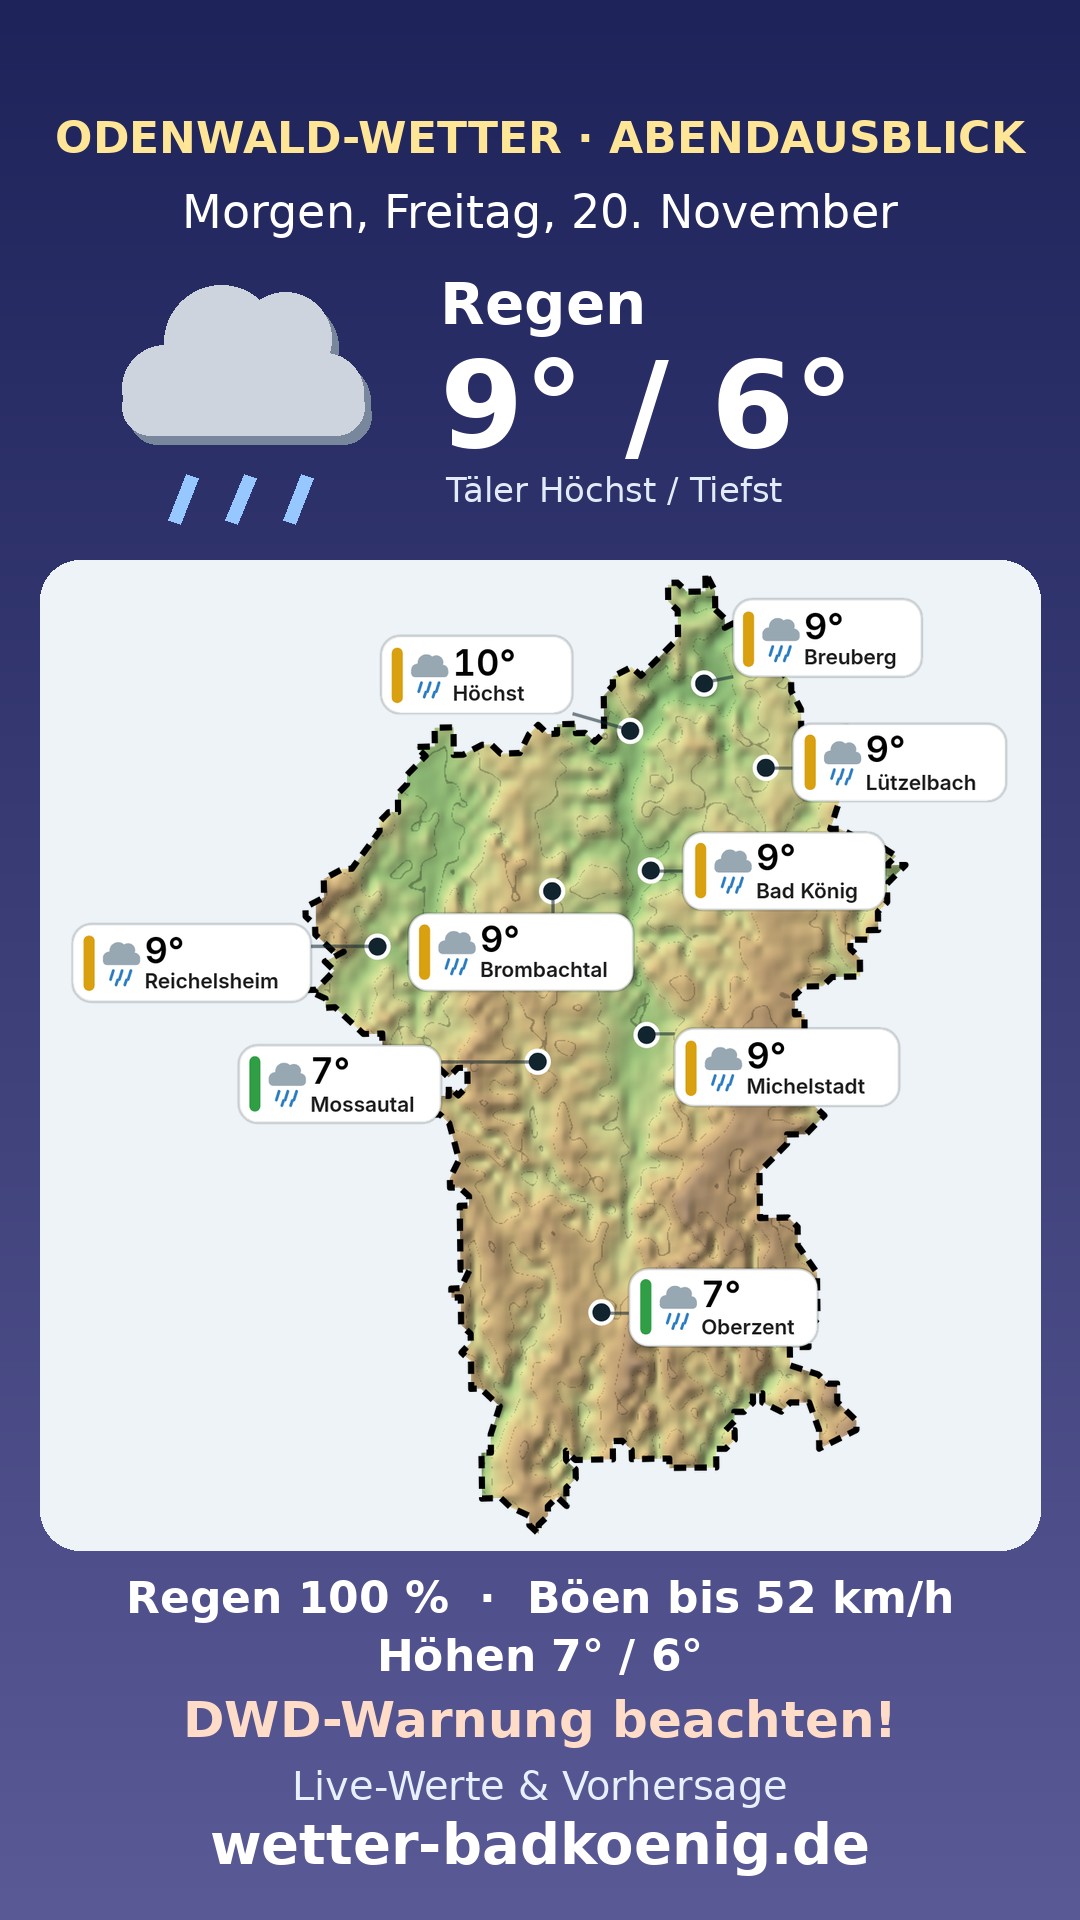 ODENWALD-WETTER · ABENDAUSBLICK
Morgen, Freitag, 20. November
Regen
9° / 6°
Täler Höchst / Tiefst
9°
Breuberg
10°
Höchst
9°
Lützelbach
9°
Bad König
9°
Brombachtal
9°
Reichelsheim
9°
Michelstadt
7°
Mossautal
7°
Oberzent
Regen 100 % · Böen bis 52 km/h
Höhen 7° / 6°
DWD-Warnung beachten!
Live-Werte & Vorhersage
wetter-badkoenig.de